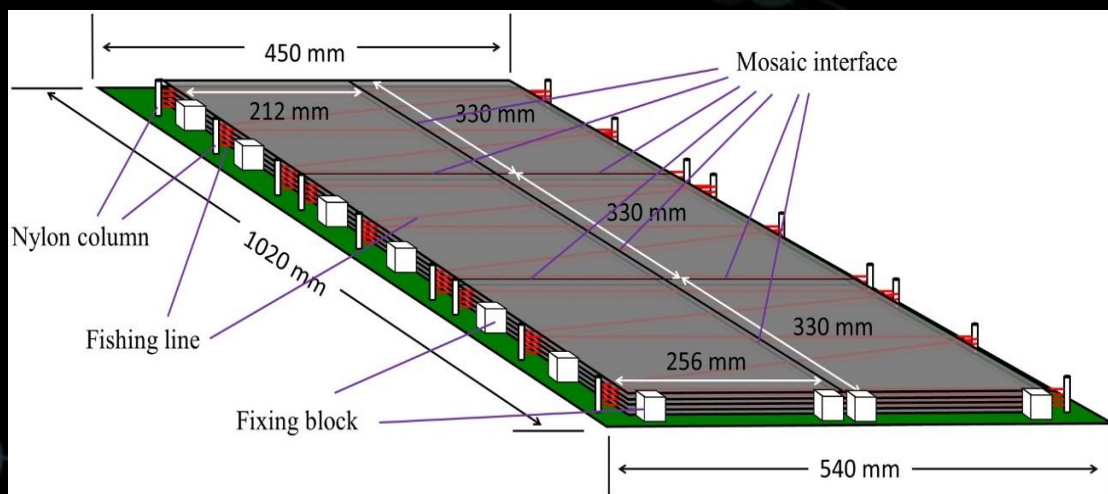 450 mm
Mosaic interface
212 mm
330 mm
330 mm
Nylon column
1020 mm
Fishing line
330 mm
256 mm
Fixing block
540 mm